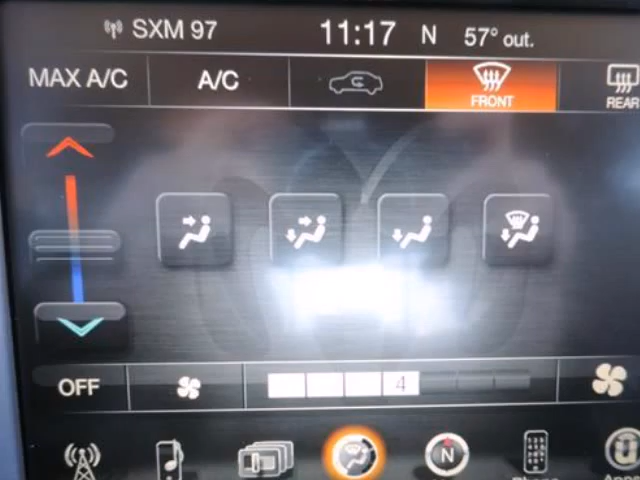 SXM 97 11:17 N 57° out.
MAX A/C A/C FRONT REAR
OFF 4
N